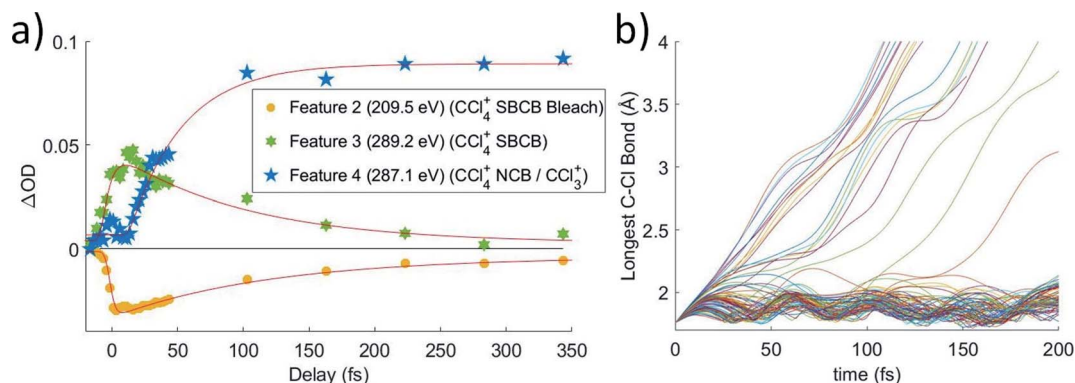 a)
0.1
0.05
0
ΔOD
Feature 2 (209.5 eV) (CCl₄⁺ SBCB Bleach)
Feature 3 (289.2 eV) (CCl₄⁺ SBCB)
Feature 4 (287.1 eV) (CCl₄⁺ NCB / CCl₃⁺)
0 50 100 150 200 250 300 350
Delay (fs)
b)
4
3.5
3
2.5
2
Longest C-Cl Bond (Å)
0 50 100 150 200
time (fs)